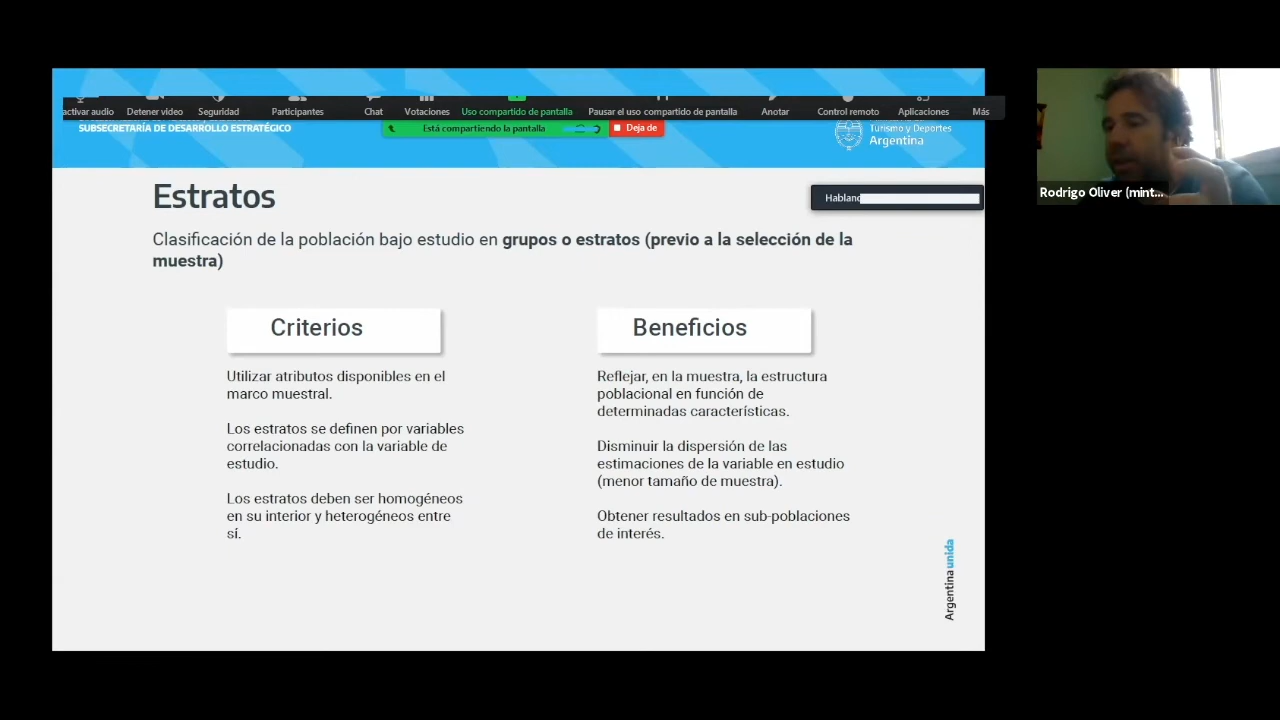 activar audio
Detener video
Seguridad
Participantes
Chat
Votaciones
Uso compartido de pantalla
Pausar el uso compartido de pantalla
Anotar
Control remoto
Aplicaciones
Más
SUBSECRETARÍA DE DESARROLLO ESTRATÉGICO
Está compartiendo la pantalla
Deja de
Turismo y Deportes
Argentina
Rodrigo Oliver (mint...
Estratos
Clasificación de la población bajo estudio en grupos o estratos (previo a la selección de la
muestra)
Criterios
Utilizar atributos disponibles en el
marco muestral.
Los estratos se definen por variables
correlacionadas con la variable de
estudio.
Los estratos deben ser homogéneos
en su interior y heterogéneos entre
sí.
Beneficios
Reflejar, en la muestra, la estructura
poblacional en función de
determinadas características.
Disminuir la dispersión de las
estimaciones de la variable en estudio
(menor tamaño de muestra).
Obtener resultados en sub-poblaciones
de interés.
Argentina unida